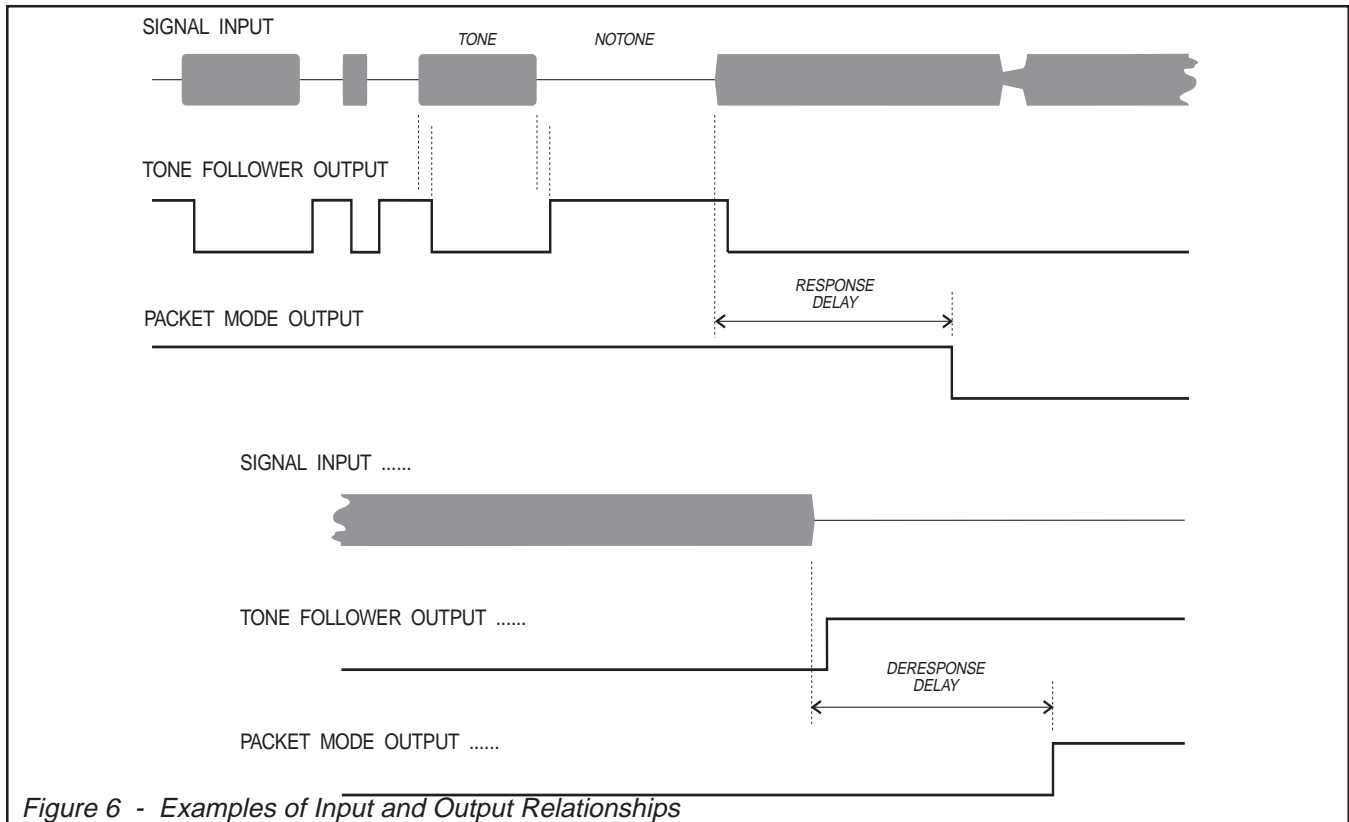 SIGNAL INPUT
TONE
NOTONE
TONE FOLLOWER OUTPUT
RESPONSE
DELAY
PACKET MODE OUTPUT
SIGNAL INPUT ......
TONE FOLLOWER OUTPUT ......
DERESPONSE
DELAY
PACKET MODE OUTPUT ......
Figure 6 - Examples of Input and Output Relationships